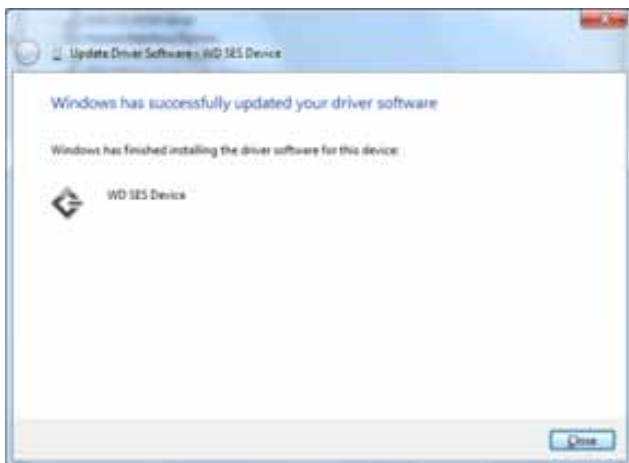 Update Driver Software - WD SES Device
Windows has successfully updated your driver software
Windows has finished installing the driver software for this device:
WD SES Device
Close